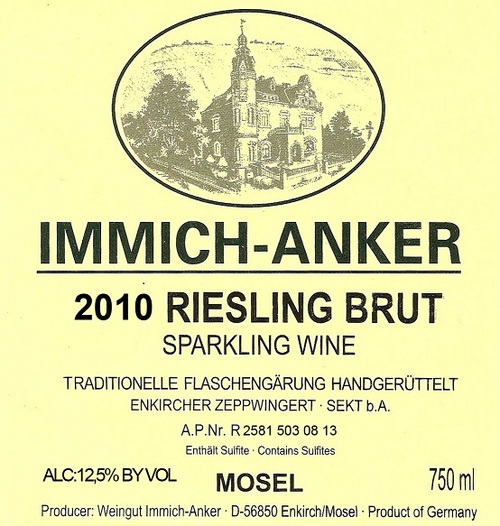 IMMICH-ANKER
2010 RIESLING BRUT
SPARKLING WINE
TRADITIONELLE FLASCHENGÄRUNG HANDGERÜTTELT
ENKIRCHER ZEPPWINGERT · SEKT b.A.
A.P.Nr. R 2581 503 08 13
Enthält Sulfite · Contains Sulfites
ALC:12,5% BY VOL MOSEL 750 ml
Producer: Weingut Immich-Anker · D-56850 Enkirch/Mosel · Product of Germany